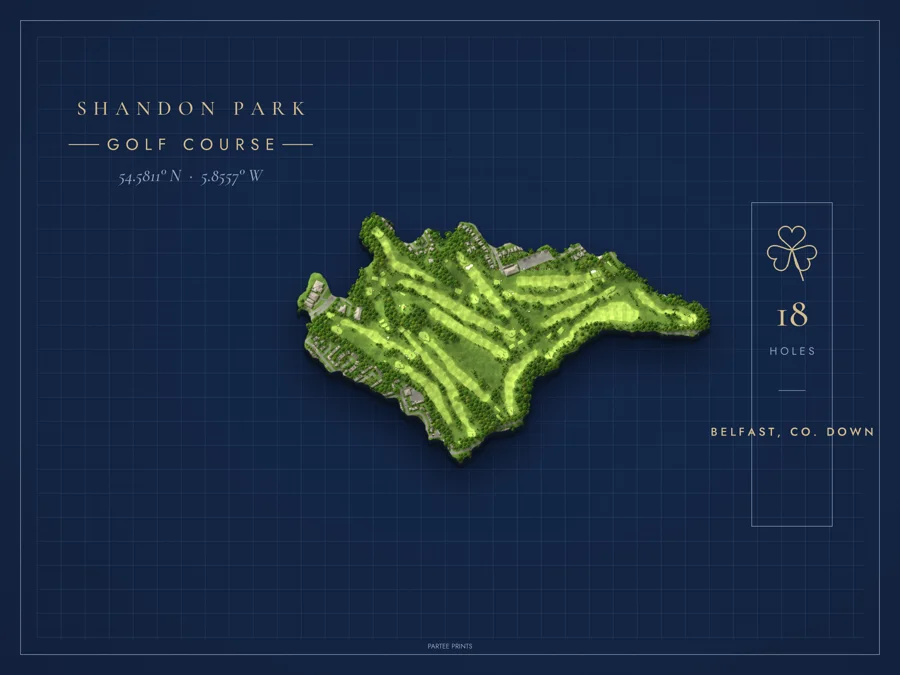 SHANDON PARK
GOLF COURSE
54.5811° N · 5.8557° W
18
HOLES
BELFAST, CO. DOWN
PARTEE PRINTS